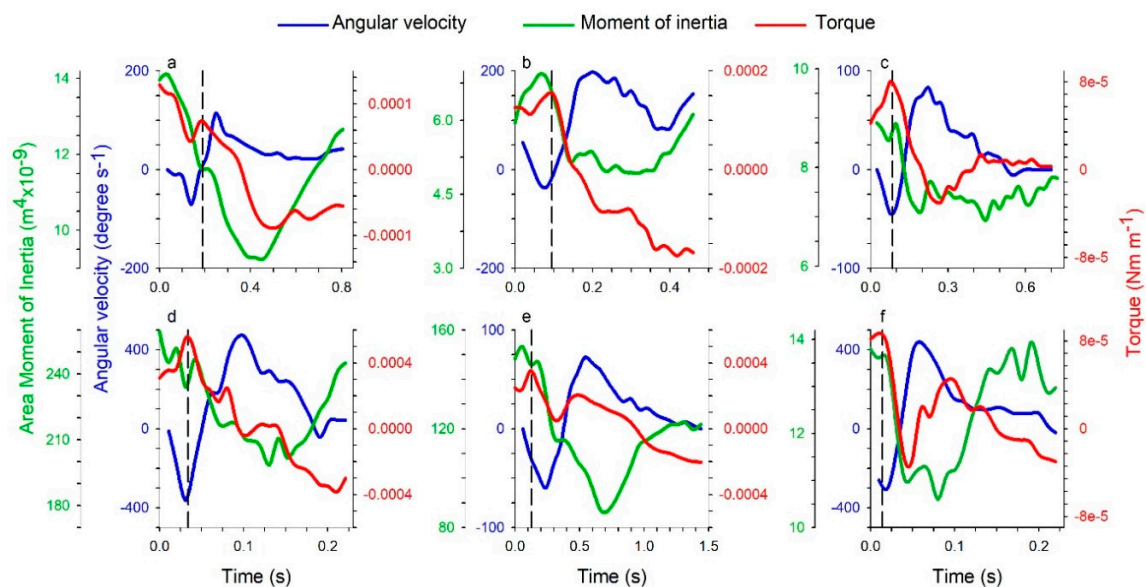 Angular velocity Moment of inertia Torque
a b c
14 200 0.0001 200 0.0002 10 100 8e-5
12 0 0.0000 6.0 0 0.0000 8 0 0
10 -0.0001 4.5
-200 3.0 -200 -0.0002 6 -100 -8e-5
0.0 0.4 0.8 0.0 0.2 0.4 0.0 0.2 0.4 0.6
Area Moment of Inertia (m⁴x10^-9)
Angular velocity (degree s⁻¹)
Torque (Nm m⁻¹)
d e f
240 400 0.0004 160 100 0.0004 14 400 8e-5
210 0 0.0000 120 0 0.0000 12 0 0
180 -400 -0.0004 80 -100 -0.0004 10 -400 -8e-5
0.0 0.2 0.0 0.5 1.0 1.5 0.0 0.1 0.2
Time (s) Time (s) Time (s)